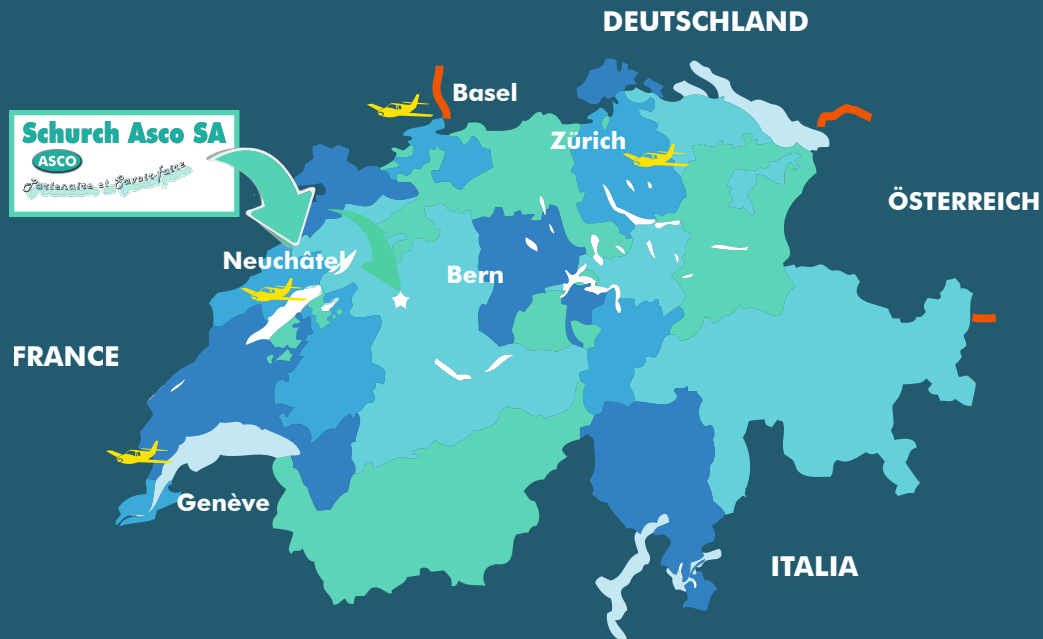 DEUTSCHLAND
Basel
Schurch Asco SA
ASCO
Partenaire et Savoir-faire
Zürich
ÖSTERREICH
Neuchâtel
Bern
FRANCE
Genève
ITALIA